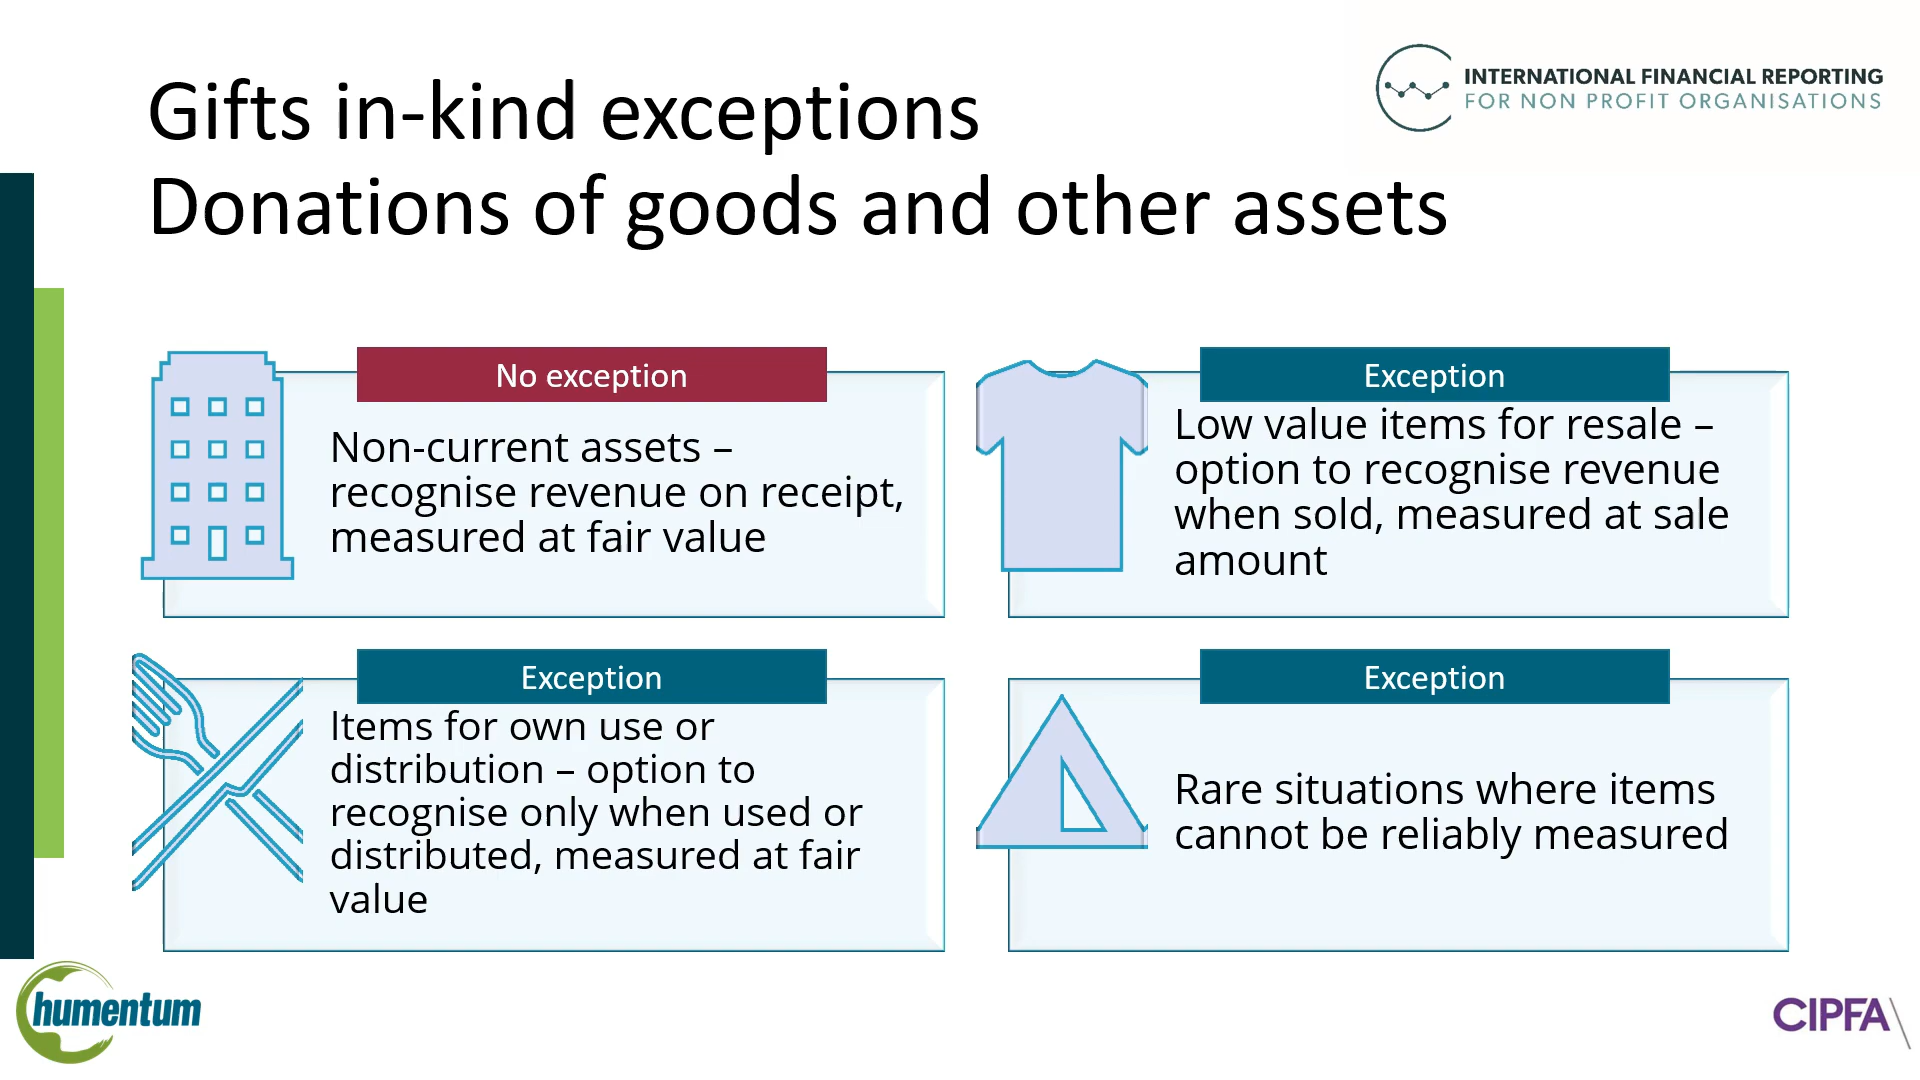 Gifts in-kind exceptions
Donations of goods and other assets
INTERNATIONAL FINANCIAL REPORTING
FOR NON PROFIT ORGANISATIONS
No exception
Non-current assets –
recognise revenue on receipt,
measured at fair value
Exception
Low value items for resale –
option to recognise revenue
when sold, measured at sale
amount
Exception
Items for own use or
distribution – option to
recognise only when used or
distributed, measured at fair
value
Exception
Rare situations where items
cannot be reliably measured
humentum
CIPFA